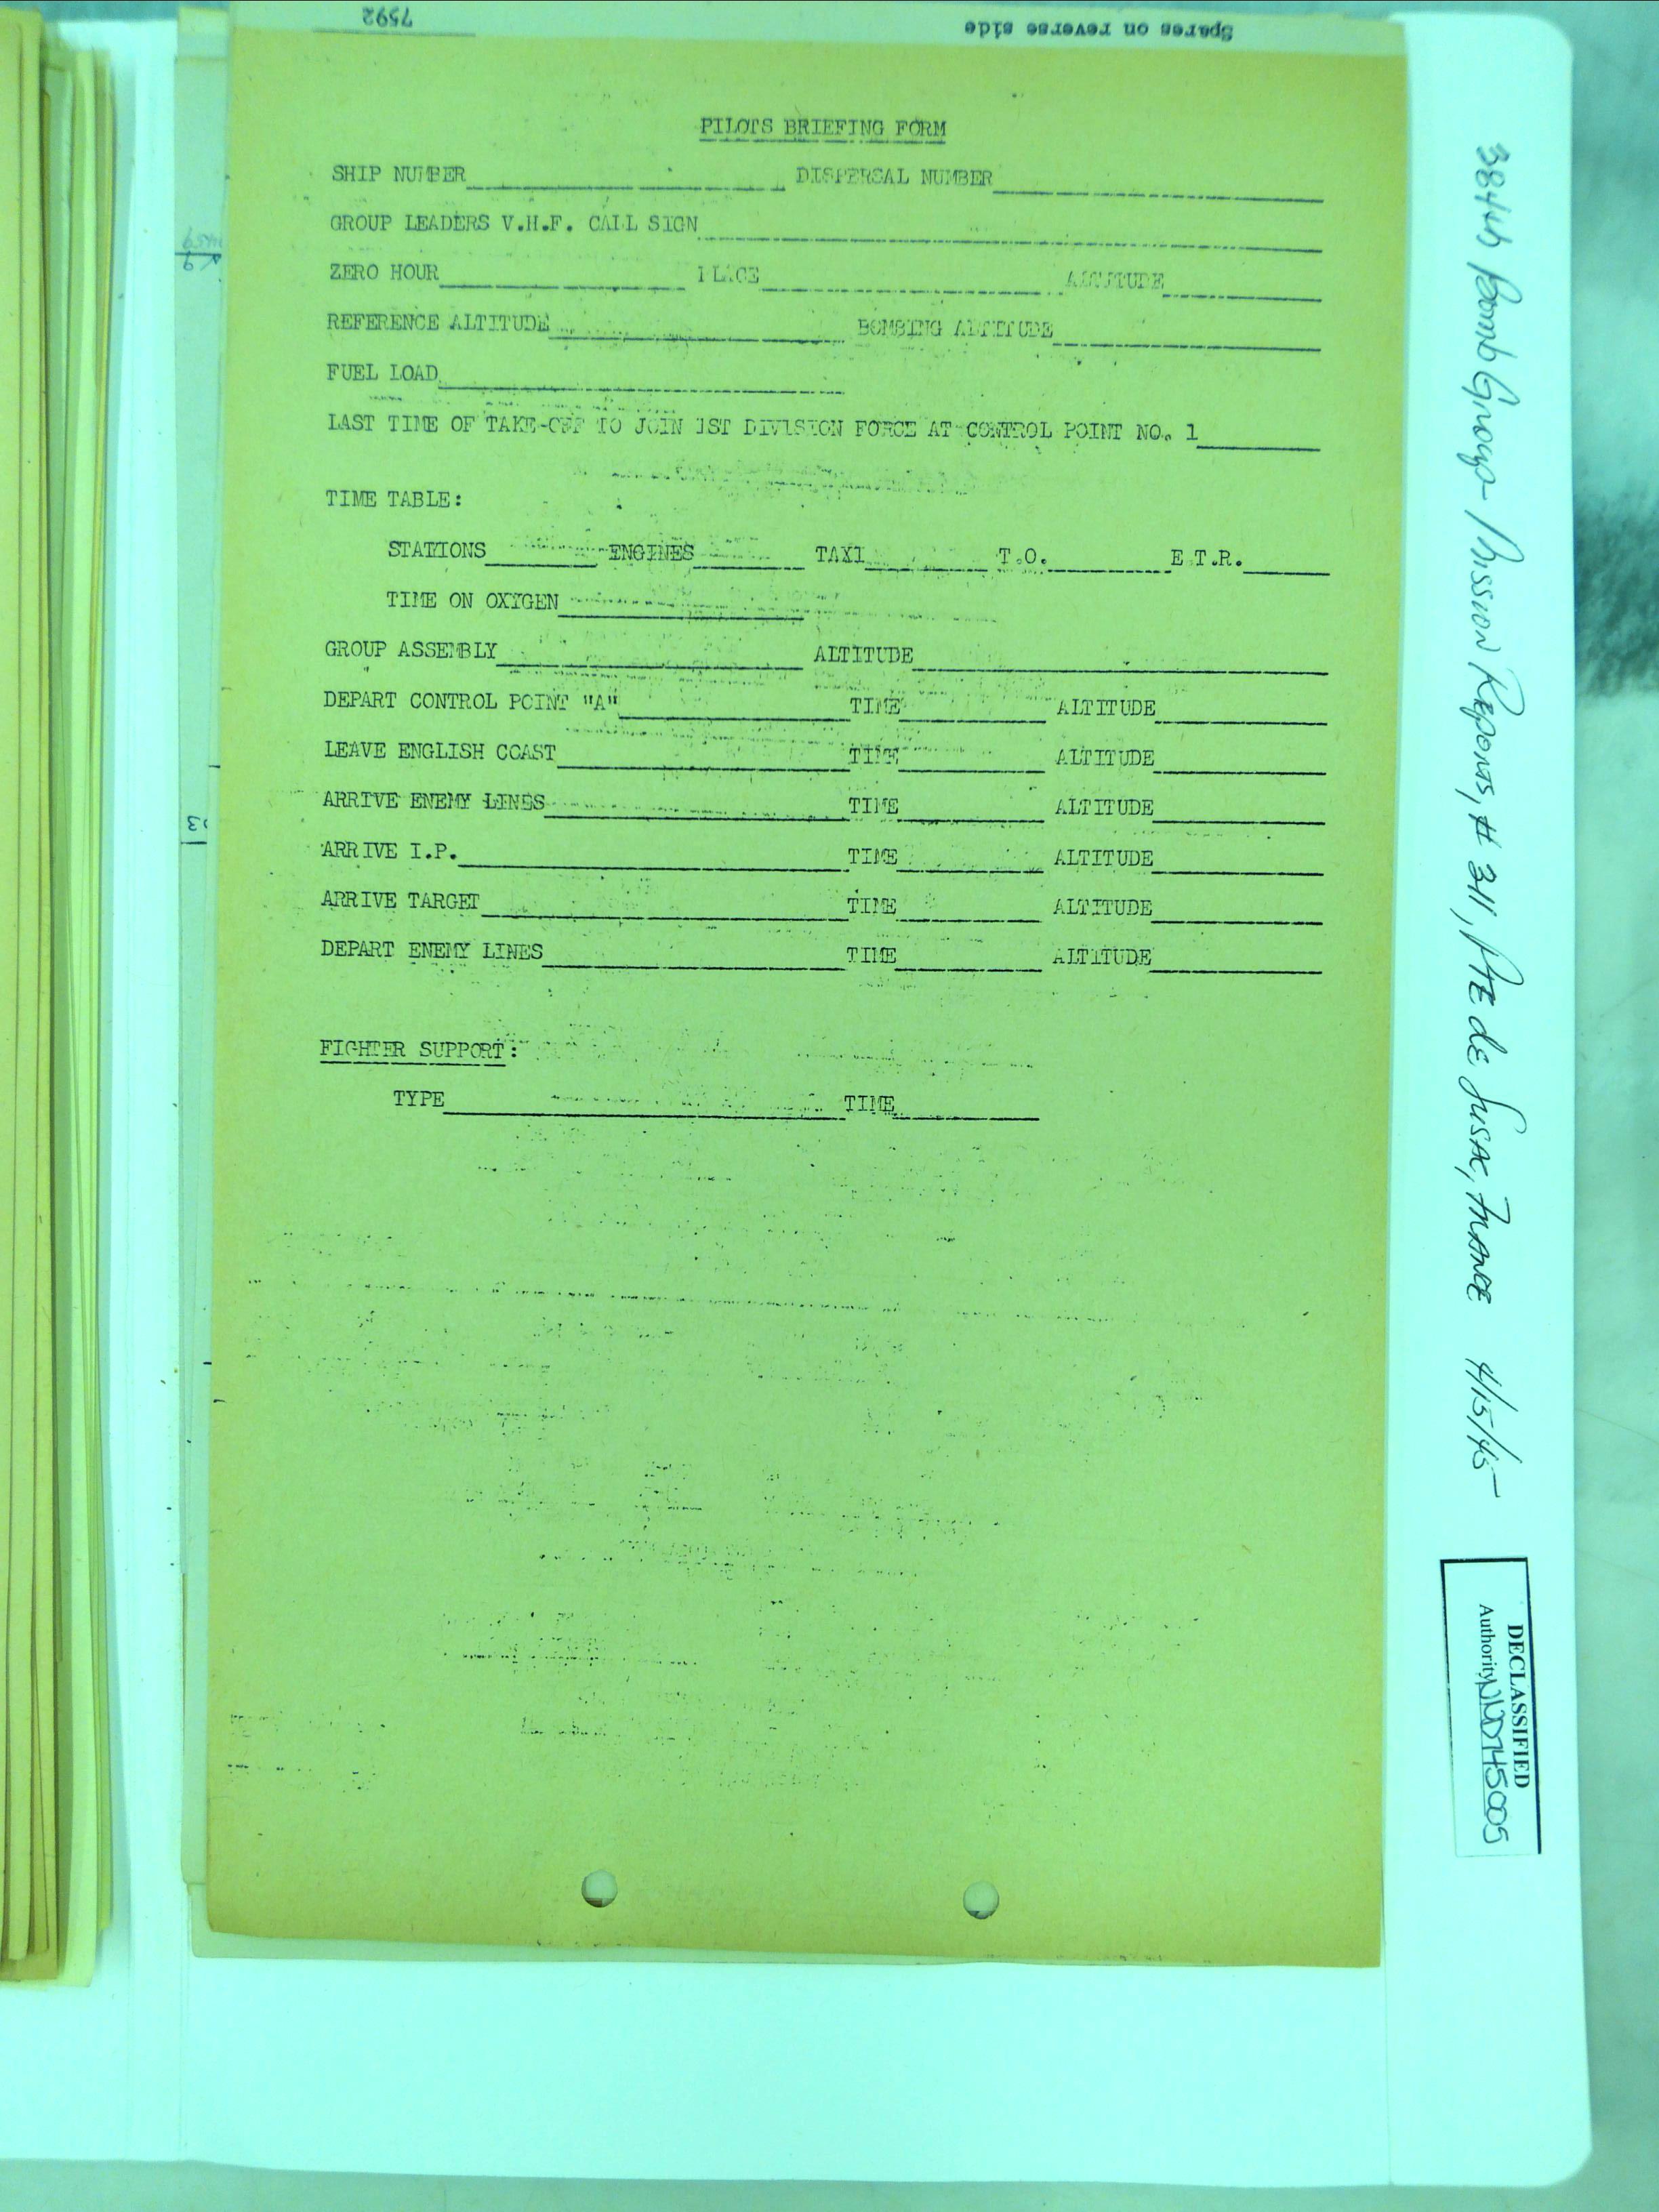 7592
Spares on reverse side
PILOTS BRIEFING FORM
SHIP NUMBER DISPERSAL NUMBER
GROUP LEADERS V.H.F. CALL SIGN
ZERO HOUR PLACE ALTITUDE
REFERENCE ALTITUDE BOMBING ALTITUDE
FUEL LOAD
LAST TIME OF TAKE-OFF TO JOIN 1ST DIVISION FORCE AT CONTROL POINT NO. 1
TIME TABLE:
STATIONS ENGINES TAXI T.O. E.T.R.
TIME ON OXYGEN
GROUP ASSEMBLY ALTITUDE
DEPART CONTROL POINT "A" TIME ALTITUDE
LEAVE ENGLISH COAST TIME ALTITUDE
ARRIVE ENEMY LINES TIME ALTITUDE
ARRIVE I.P. TIME ALTITUDE
ARRIVE TARGET TIME ALTITUDE
DEPART ENEMY LINES TIME ALTITUDE
FIGHTER SUPPORT:
TYPE TIME
384th Bomb Group - Mission Reports, # 311, Pte de Susac, France 4/15/45
DECLASSIFIED
Authority NND745005